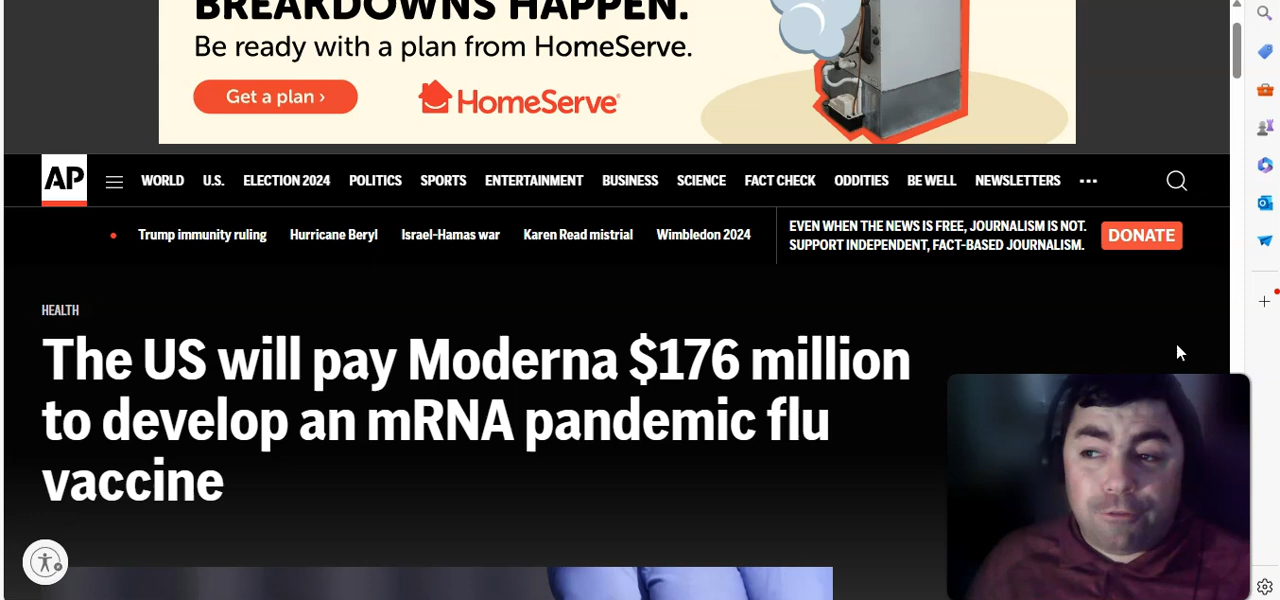 BREAKDOWNS HAPPEN.
Be ready with a plan from HomeServe.
Get a plan ›
HomeServe
AP
WORLD U.S. ELECTION 2024 POLITICS SPORTS ENTERTAINMENT BUSINESS SCIENCE FACT CHECK ODDITIES BE WELL NEWSLETTERS •••
Trump immunity ruling Hurricane Beryl Israel-Hamas war Karen Read mistrial Wimbledon 2024
EVEN WHEN THE NEWS IS FREE, JOURNALISM IS NOT.
SUPPORT INDEPENDENT, FACT-BASED JOURNALISM.
DONATE
HEALTH
The US will pay Moderna $176 million
to develop an mRNA pandemic flu
vaccine